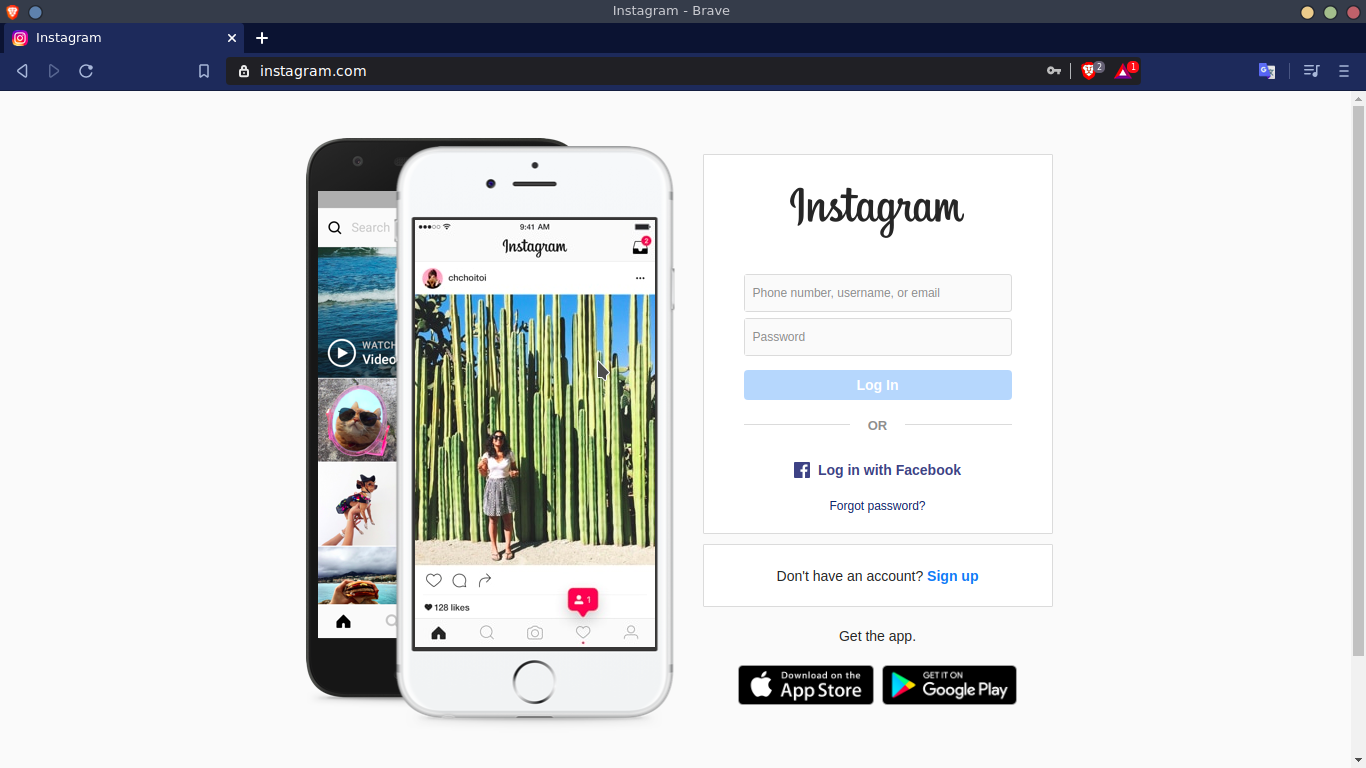 Instagram - Brave
Instagram
instagram.com
2
1
Search
WATCH
Video
9:41 AM
Instagram
2
chchoitoi
128 likes
1
Instagram
Phone number, username, or email
Password
Log In
OR
Log in with Facebook
Forgot password?
Don't have an account? Sign up
Get the app.
Download on the
App Store
GET IT ON
Google Play